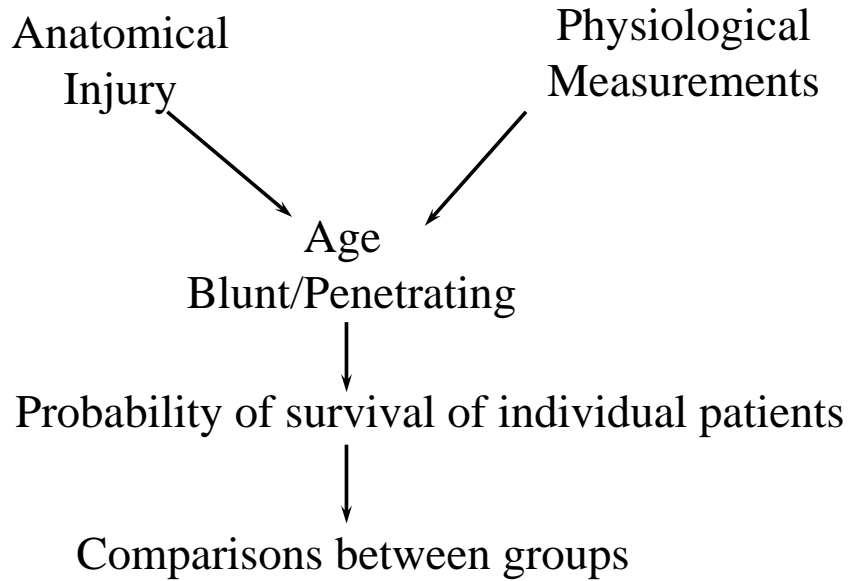 Anatomical
Injury
Physiological
Measurements
Age
Blunt/Penetrating
Probability of survival of individual patients
Comparisons between groups